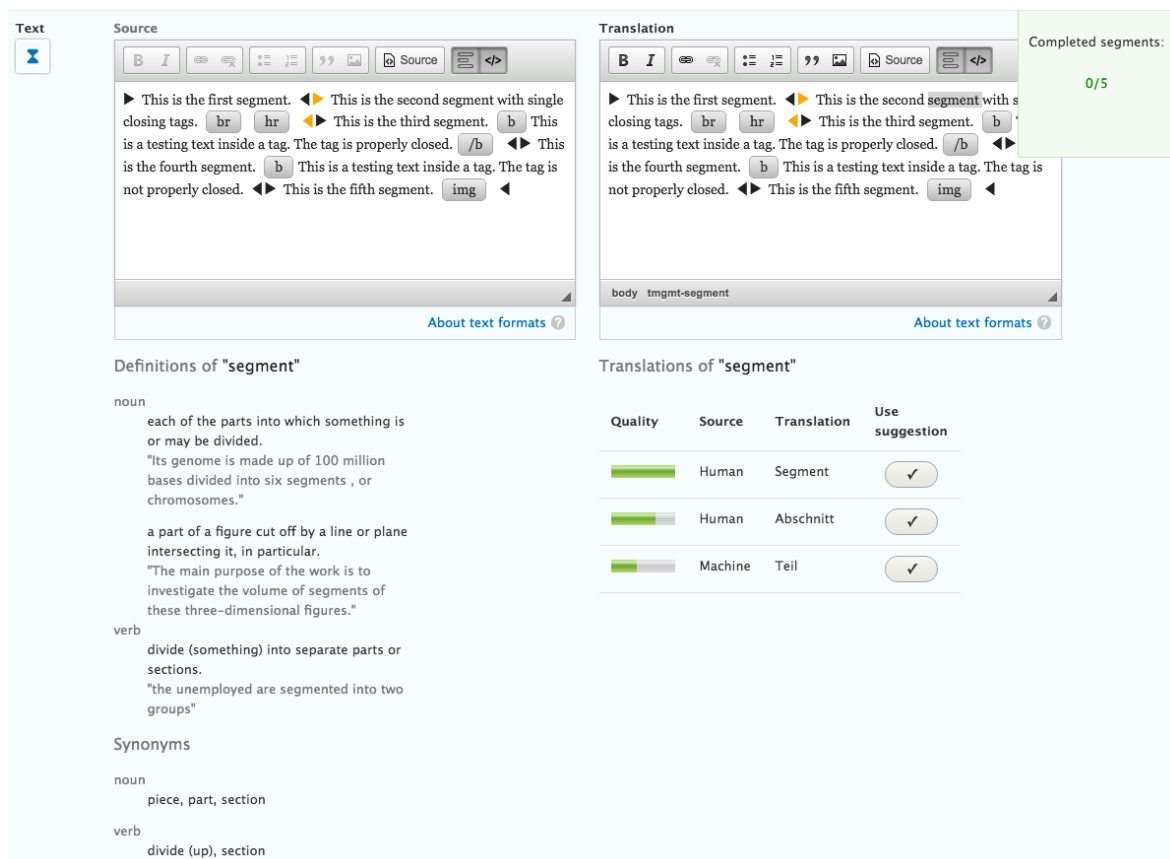 Text
Source
Translation
Completed segments:
0/5
B I Source </>
This is the first segment. This is the second segment with single
closing tags. br hr This is the third segment. b This
is a testing text inside a tag. The tag is properly closed. /b This
is the fourth segment. b This is a testing text inside a tag. The tag is
not properly closed. This is the fifth segment. img
About text formats ?
B I Source </>
This is the first segment. This is the second segment with s
closing tags. br hr This is the third segment. b
is a testing text inside a tag. The tag is properly closed. /b
is the fourth segment. b This is a testing text inside a tag. The tag is
not properly closed. This is the fifth segment. img
body tmgmt-segment
About text formats ?
Definitions of "segment"
noun
each of the parts into which something is
or may be divided.
"Its genome is made up of 100 million
bases divided into six segments , or
chromosomes."
a part of a figure cut off by a line or plane
intersecting it, in particular.
"The main purpose of the work is to
investigate the volume of segments of
these three-dimensional figures."
verb
divide (something) into separate parts or
sections.
"the unemployed are segmented into two
groups"
Synonyms
noun
piece, part, section
verb
divide (up), section
Translations of "segment"
Quality Source Translation Use
suggestion
Human Segment
Human Abschnitt
Machine Teil